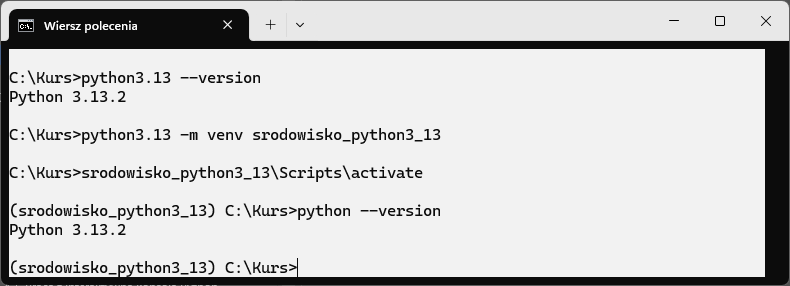 Wiersz polecenia
C:\Kurs>python3.13 --version
Python 3.13.2
C:\Kurs>python3.13 -m venv srodowisko_python3_13
C:\Kurs>srodowisko_python3_13\Scripts\activate
(srodowisko_python3_13) C:\Kurs>python --version
Python 3.13.2
(srodowisko_python3_13) C:\Kurs>